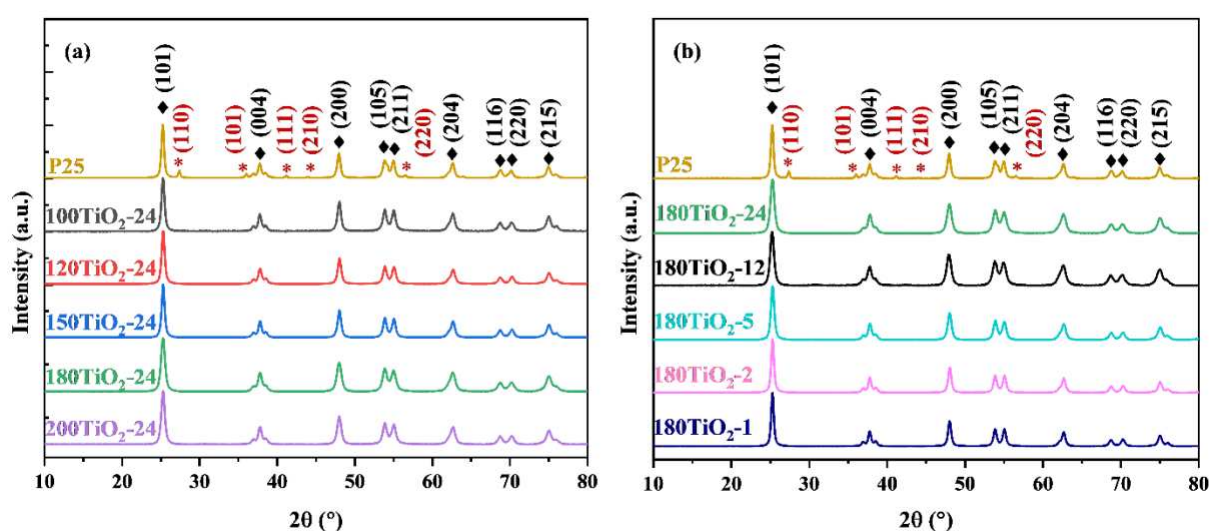 (a)
(101)
(110)
(101)
(004)
(111)
(210)
(200)
(105)
(211)
(220)
(204)
(116)
(220)
(215)
*
*
*
*
*
P25
100TiO₂-24
120TiO₂-24
150TiO₂-24
180TiO₂-24
200TiO₂-24
Intensity (a.u.)
10 20 30 40 50 60 70 80
2θ (°)
(b)
(101)
(110)
(101)
(004)
(111)
(210)
(200)
(105)
(211)
(220)
(204)
(116)
(220)
(215)
*
*
*
*
*
P25
180TiO₂-24
180TiO₂-12
180TiO₂-5
180TiO₂-2
180TiO₂-1
Intensity (a.u.)
10 20 30 40 50 60 70 80
2θ (°)